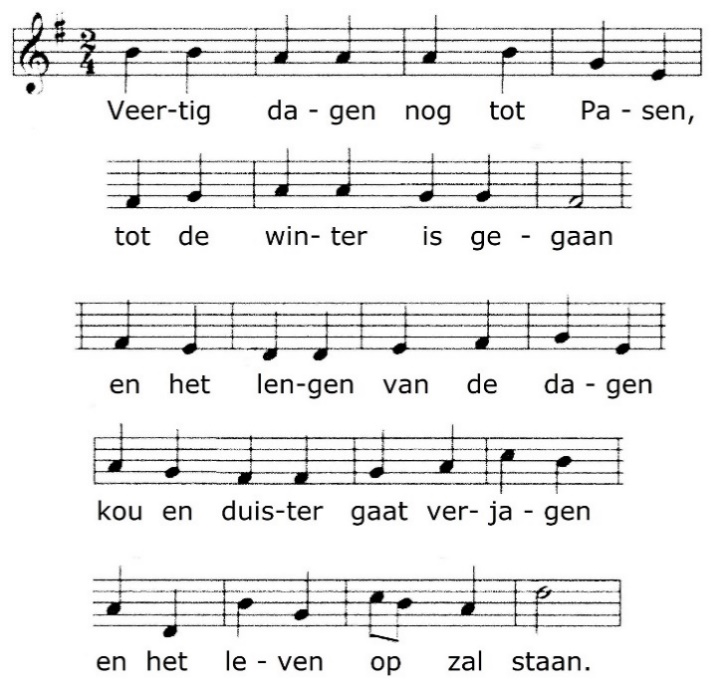 2
4
Veer-tig da - gen nog tot Pa - sen,
tot de win- ter is ge - gaan
en het len-gen van de da - gen
kou en duis-ter gaat ver- ja - gen
en het le - ven op zal staan.